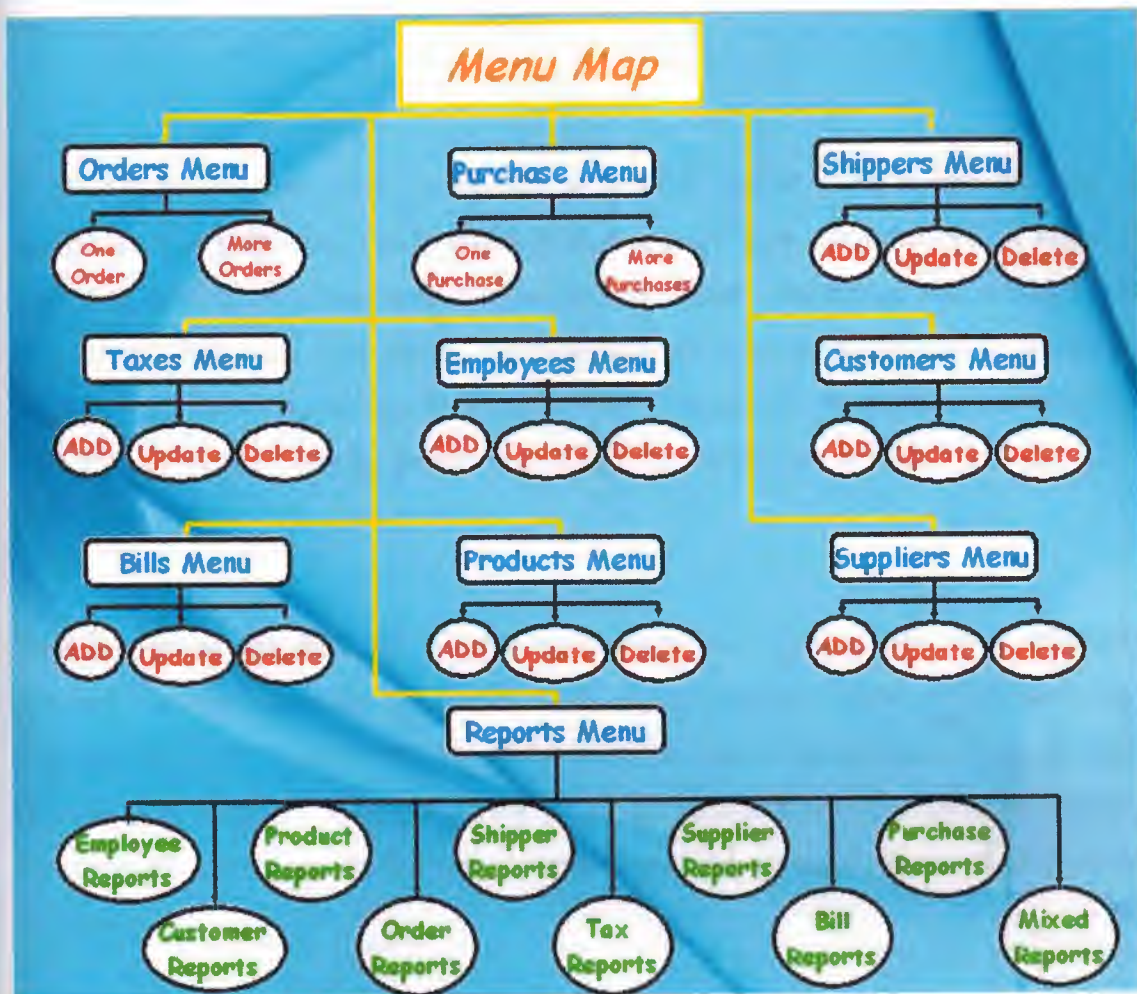 Menu Map
Orders Menu
Purchase Menu
Shippers Menu
One
Order
More
Orders
One
Purchase
More
Purchases
ADD
Update
Delete
Taxes Menu
Employees Menu
Customers Menu
ADD
Update
Delete
ADD
Update
Delete
ADD
Update
Delete
Bills Menu
Products Menu
Suppliers Menu
ADD
Update
Delete
ADD
Update
Delete
ADD
Update
Delete
Reports Menu
Employee
Reports
Product
Reports
Shipper
Reports
Supplier
Reports
Purchase
Reports
Customer
Reports
Order
Reports
Tax
Reports
Bill
Reports
Mixed
Reports